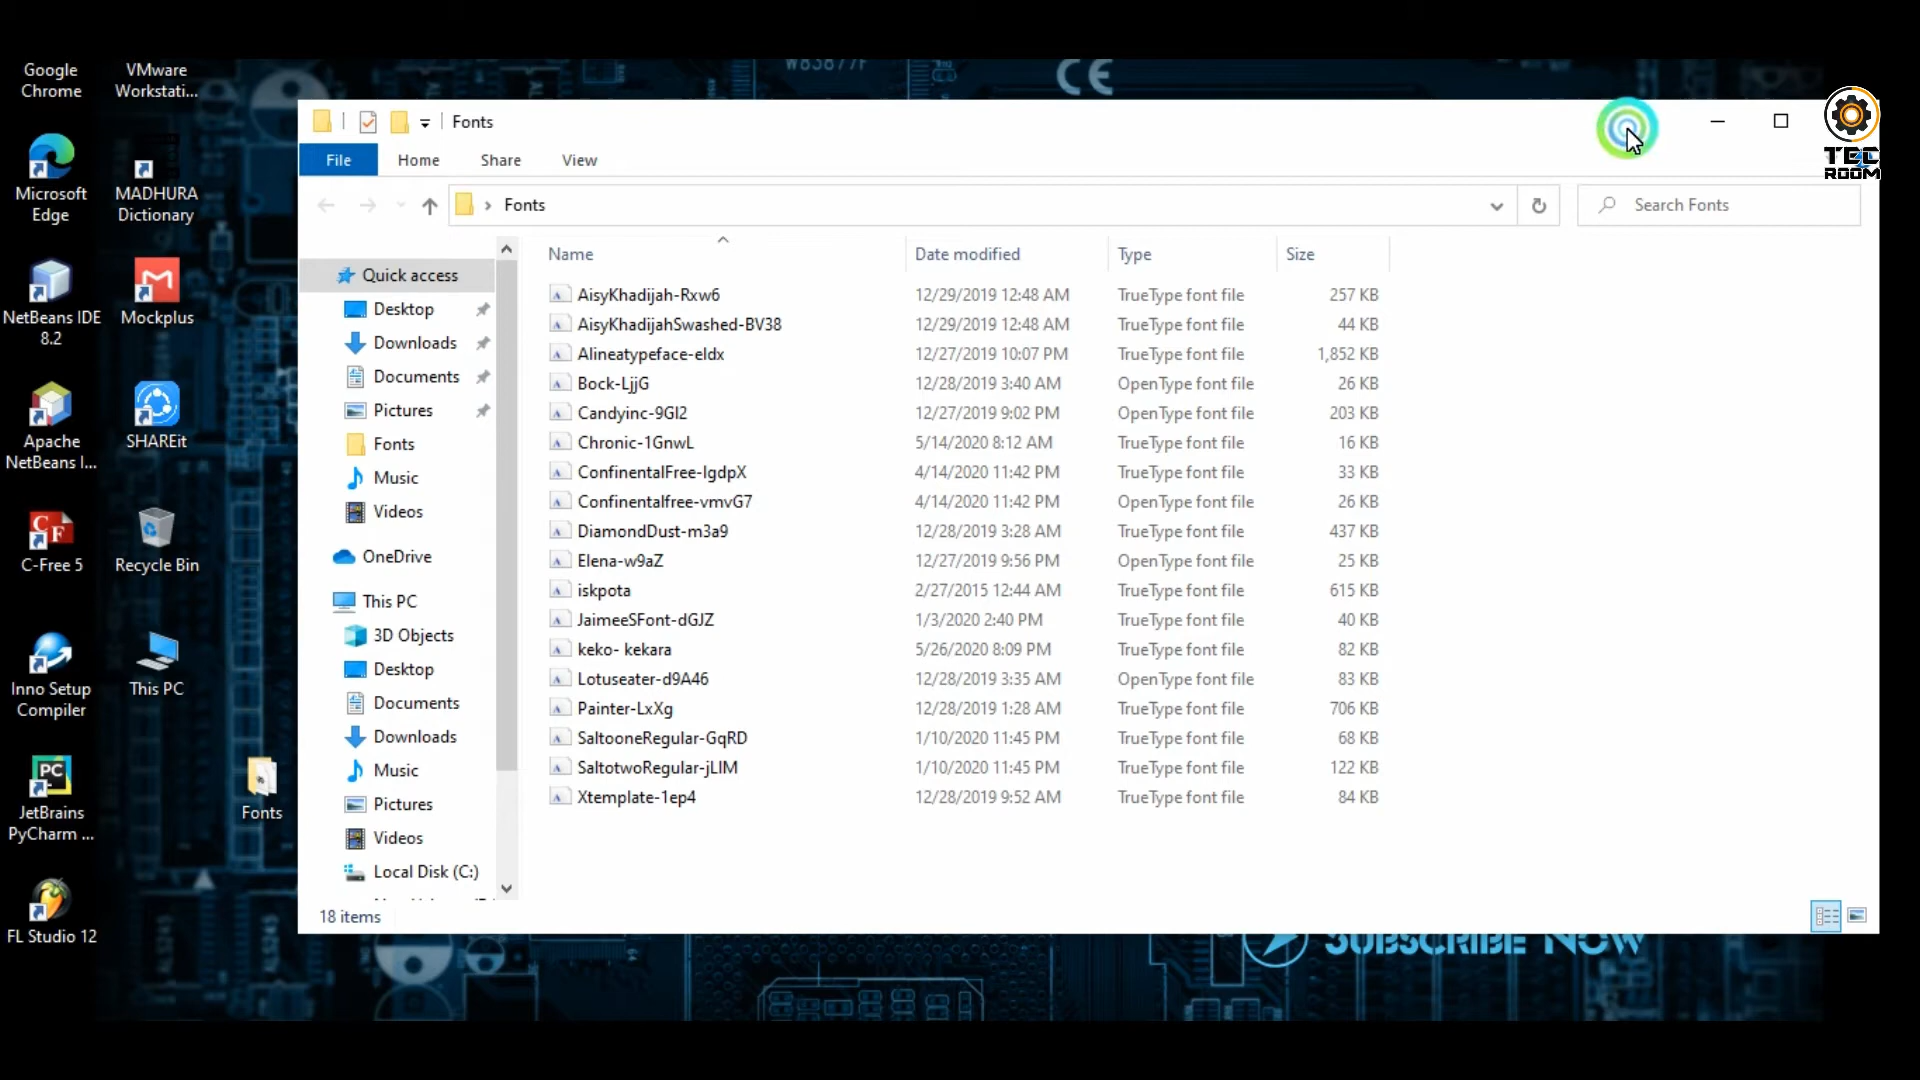 W83877F
CE
Google
Chrome
VMware
Workstati...
Microsoft
Edge
MADHURA
Dictionary
NetBeans IDE
8.2
Mockplus
Apache
NetBeans I...
SHAREit
C-Free 5
Recycle Bin
Inno Setup
Compiler
This PC
JetBrains
PyCharm ...
Fonts
FL Studio 12
Fonts
TEC
ROOM
File Home Share View
Fonts
Search Fonts
Quick access
Desktop
Downloads
Documents
Pictures
Fonts
Music
Videos
OneDrive
This PC
3D Objects
Desktop
Documents
Downloads
Music
Pictures
Videos
Local Disk (C:)
Name Date modified Type Size
AisyKhadijah-Rxw6 12/29/2019 12:48 AM TrueType font file 257 KB
AisyKhadijahSwashed-BV38 12/29/2019 12:48 AM TrueType font file 44 KB
Alineatypeface-eldx 12/27/2019 10:07 PM TrueType font file 1,852 KB
Bock-LjjG 12/28/2019 3:40 AM OpenType font file 26 KB
Candyinc-9Gl2 12/27/2019 9:02 PM OpenType font file 203 KB
Chronic-1GnwL 5/14/2020 8:12 AM TrueType font file 16 KB
ConfinentalFree-lgdpX 4/14/2020 11:42 PM TrueType font file 33 KB
Confinentalfree-vmvG7 4/14/2020 11:42 PM OpenType font file 26 KB
DiamondDust-m3a9 12/28/2019 3:28 AM TrueType font file 437 KB
Elena-w9aZ 12/27/2019 9:56 PM OpenType font file 25 KB
iskpota 2/27/2015 12:44 AM TrueType font file 615 KB
JaimeeSFont-dGJZ 1/3/2020 2:40 PM TrueType font file 40 KB
keko- kekara 5/26/2020 8:09 PM TrueType font file 82 KB
Lotuseater-d9A46 12/28/2019 3:35 AM OpenType font file 83 KB
Painter-LxXg 12/28/2019 1:28 AM TrueType font file 706 KB
SaltooneRegular-GqRD 1/10/2020 11:45 PM TrueType font file 68 KB
SaltotwoRegular-jLlM 1/10/2020 11:45 PM TrueType font file 122 KB
Xtemplate-1ep4 12/28/2019 9:52 AM TrueType font file 84 KB
18 items
SUBSCRIBE NOW